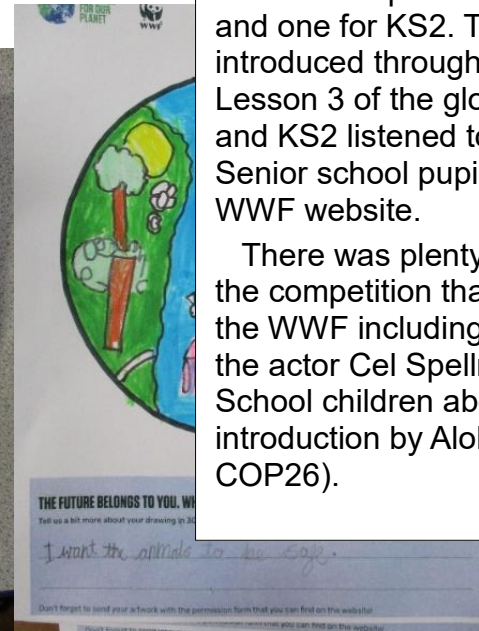 FOR OUR
PLANET
WWF
and one for KS2. T
introduced through
Lesson 3 of the glo
and KS2 listened to
Senior school pupi
WWF website.
There was plenty
the competition tha
the WWF including
the actor Cel Spell
School children ab
introduction by Alo
COP26).
THE FUTURE BELONGS TO YOU. WH
Tell us a bit more about your drawing in 30
I want the anmals to be safe.
Don't forget to send your artwork with the permission form that you can find on the website!